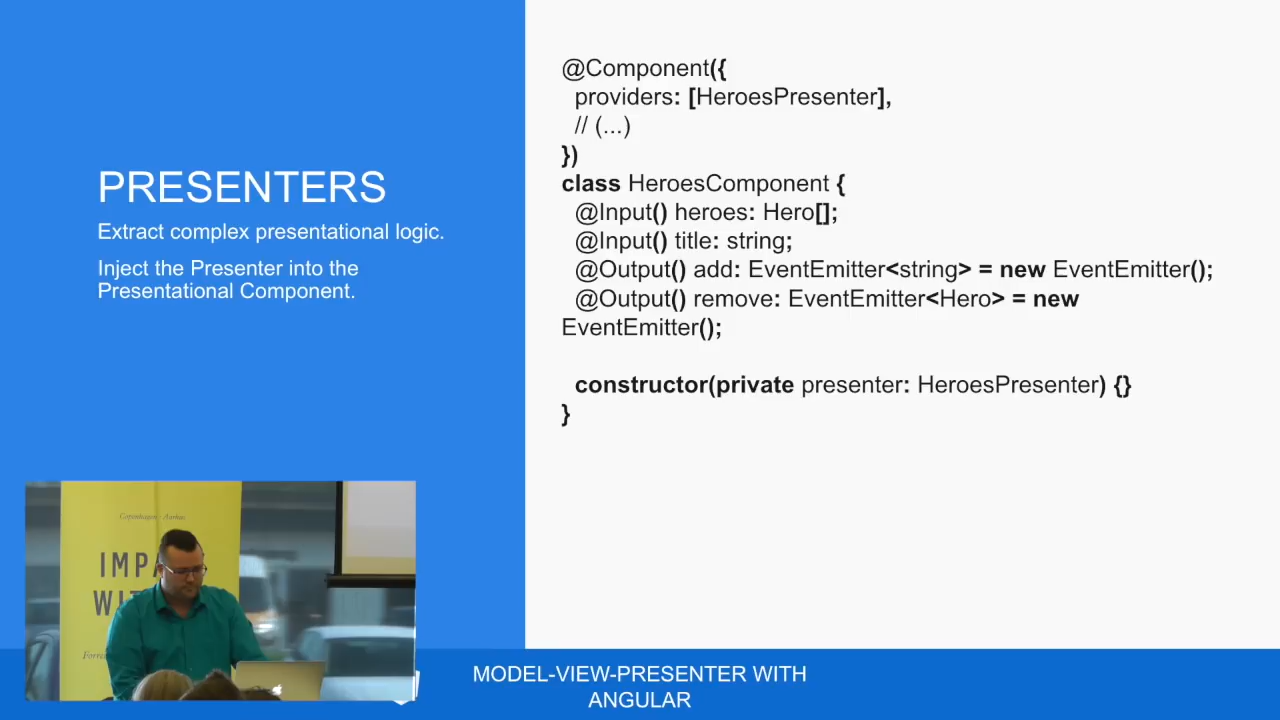 PRESENTERS
Extract complex presentational logic.
Inject the Presenter into the
Presentational Component.
@Component({
providers: [HeroesPresenter],
// (...)
})
class HeroesComponent {
@Input() heroes: Hero[];
@Input() title: string;
@Output() add: EventEmitter<string> = new EventEmitter();
@Output() remove: EventEmitter<Hero> = new
EventEmitter();
constructor(private presenter: HeroesPresenter) {}
}
Copenhagen - Aarhus
MODEL-VIEW-PRESENTER WITH
ANGULAR